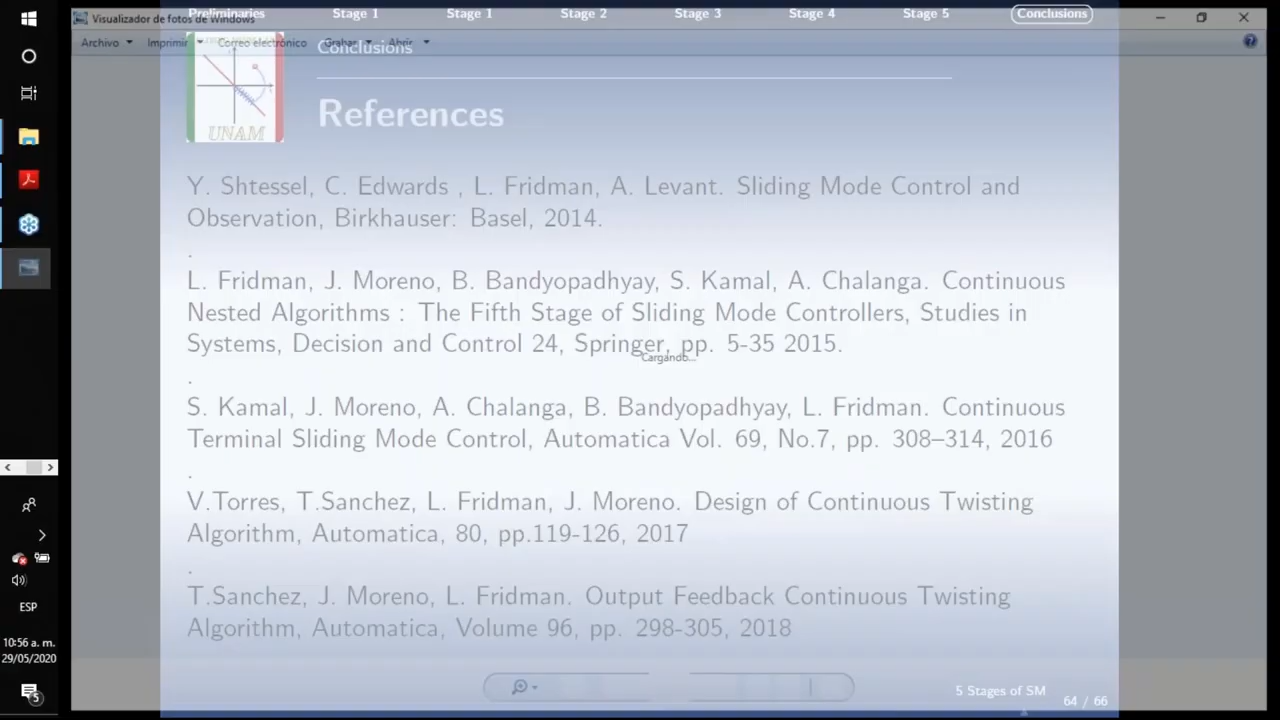 Preliminaries Stage 1 Stage 1 Stage 2 Stage 3 Stage 4 Stage 5 Conclusions
Visualizador de fotos de Windows
Archivo Imprimir Correo electrónico Grabar Abrir
Conclusions
References
UNAM
Y. Shtessel, C. Edwards , L. Fridman, A. Levant. Sliding Mode Control and
Observation, Birkhauser: Basel, 2014.
.
L. Fridman, J. Moreno, B. Bandyopadhyay, S. Kamal, A. Chalanga. Continuous
Nested Algorithms : The Fifth Stage of Sliding Mode Controllers, Studies in
Systems, Decision and Control 24, Springer, pp. 5-35 2015.
Cargando...
.
S. Kamal, J. Moreno, A. Chalanga, B. Bandyopadhyay, L. Fridman. Continuous
Terminal Sliding Mode Control, Automatica Vol. 69, No.7, pp. 308–314, 2016
.
V.Torres, T.Sanchez, L. Fridman, J. Moreno. Design of Continuous Twisting
Algorithm, Automatica, 80, pp.119-126, 2017
.
T.Sanchez, J. Moreno, L. Fridman. Output Feedback Continuous Twisting
Algorithm, Automatica, Volume 96, pp. 298-305, 2018
5 Stages of SM
64 / 66
ESP
10:56 a. m.
29/05/2020
5